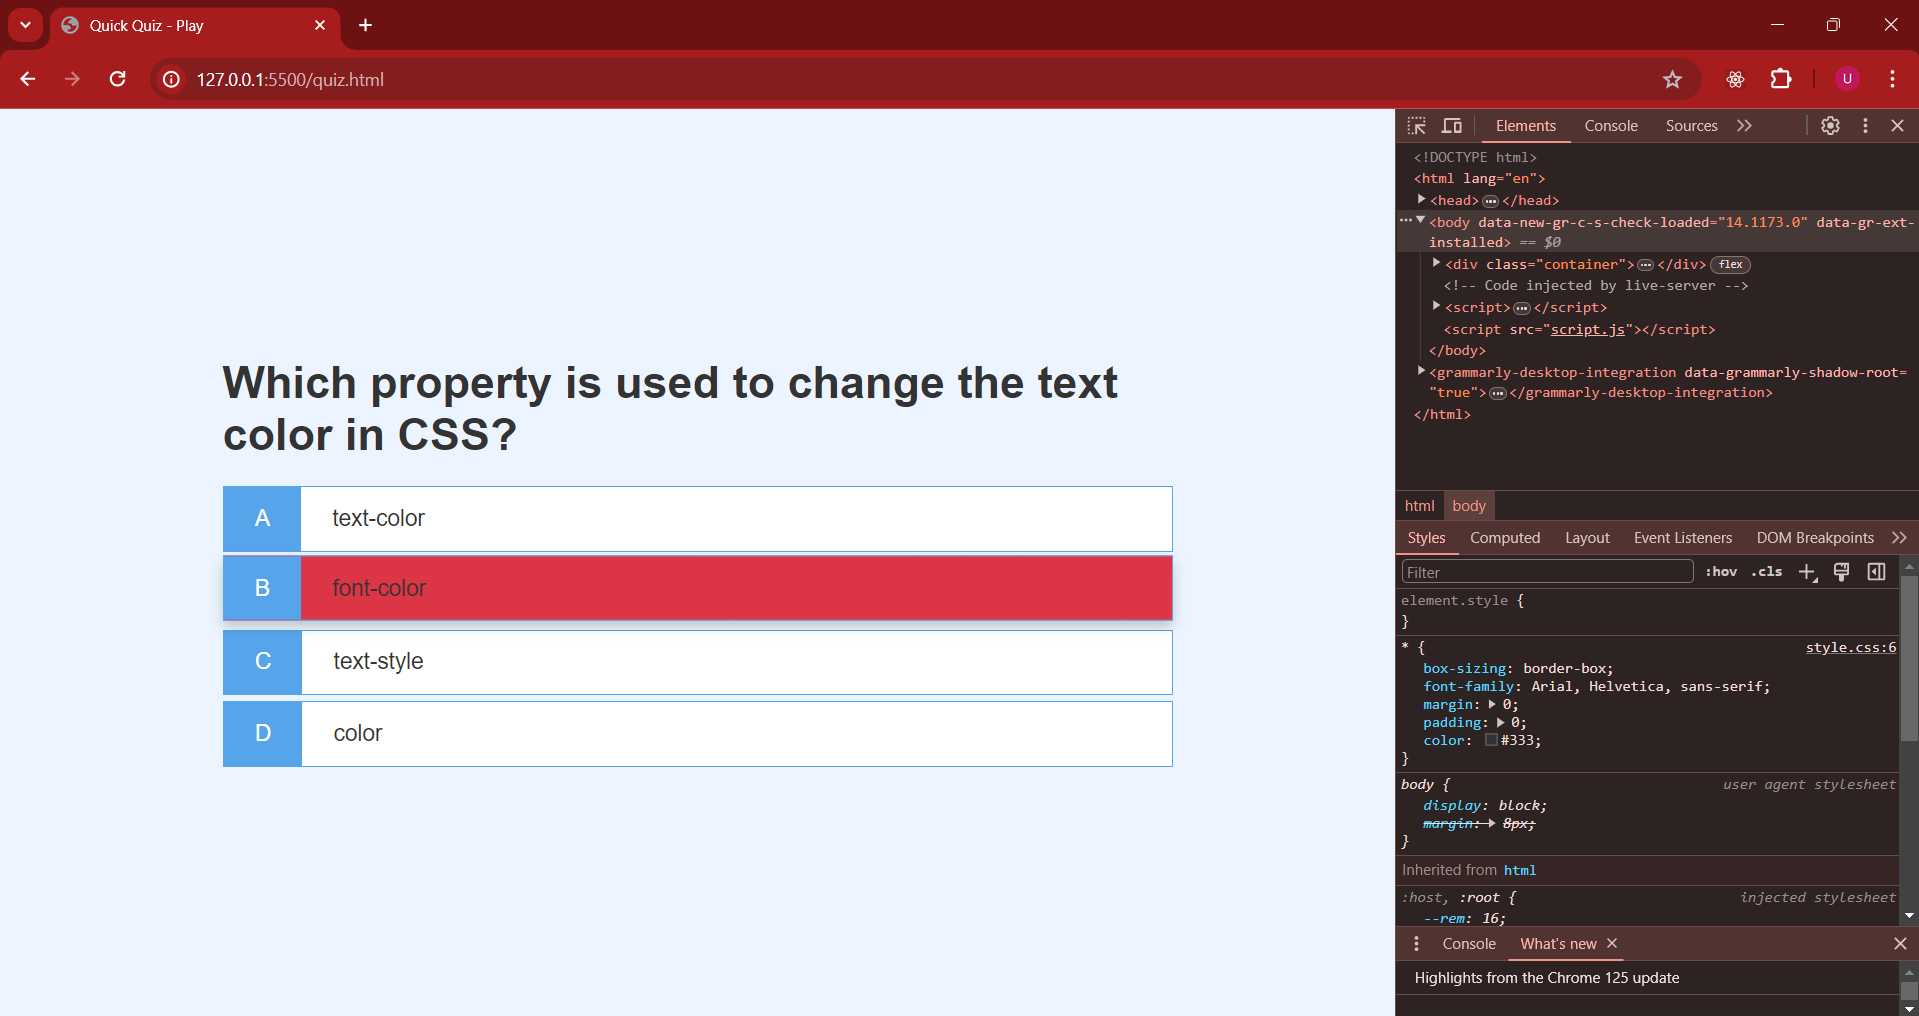 Quick Quiz - Play
127.0.0.1:5500/quiz.html
U
Which property is used to change the text
color in CSS?
A text-color
B font-color
C text-style
D color
Elements Console Sources
<!DOCTYPE html>
<html lang="en">
<head>…</head>
<body data-new-gr-c-s-check-loaded="14.1173.0" data-gr-ext-
installed> == $0
<div class="container">…</div> flex
<!-- Code injected by live-server -->
<script>…</script>
<script src="script.js"></script>
</body>
<grammarly-desktop-integration data-grammarly-shadow-root=
"true">…</grammarly-desktop-integration>
</html>
html body
Styles Computed Layout Event Listeners DOM Breakpoints
Filter :hov .cls
element.style {
}
* { style.css:6
box-sizing: border-box;
font-family: Arial, Helvetica, sans-serif;
margin: 0;
padding: 0;
color: #333;
}
body { user agent stylesheet
display: block;
margin: 8px;
}
Inherited from html
:host, :root { injected stylesheet
--rem: 16;
Console What's new
Highlights from the Chrome 125 update